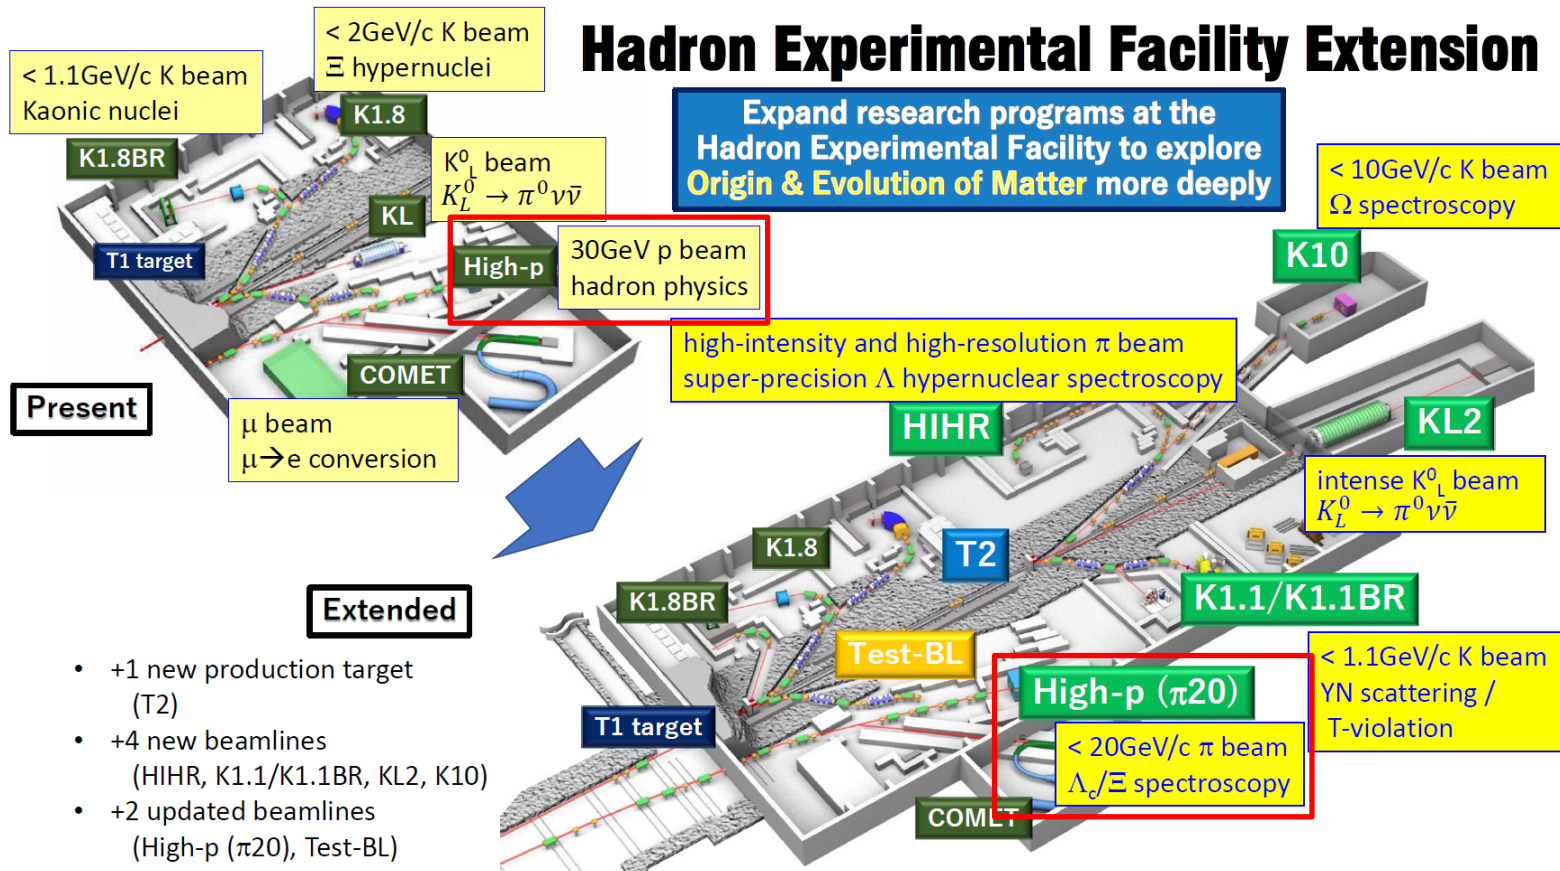 Hadron Experimental Facility Extension
Expand research programs at the
Hadron Experimental Facility to explore
Origin & Evolution of Matter more deeply
< 1.1GeV/c K beam
Kaonic nuclei
< 2GeV/c K beam
Ξ hypernuclei
K1.8
K1.8BR
K⁰_L beam
K_L^0 → π⁰νν̄
KL
T1 target
High-p
30GeV p beam
hadron physics
COMET
Present
μ beam
μ→e conversion
< 10GeV/c K beam
Ω spectroscopy
K10
high-intensity and high-resolution π beam
super-precision Λ hypernuclear spectroscopy
HIHR
KL2
intense K⁰_L beam
K_L^0 → π⁰νν̄
K1.8
T2
K1.8BR
K1.1/K1.1BR
Extended
Test-BL
< 1.1GeV/c K beam
YN scattering /
T-violation
High-p (π20)
T1 target
< 20GeV/c π beam
Λc/Ξ spectroscopy
COMET
• +1 new production target
(T2)
• +4 new beamlines
(HIHR, K1.1/K1.1BR, KL2, K10)
• +2 updated beamlines
(High-p (π20), Test-BL)